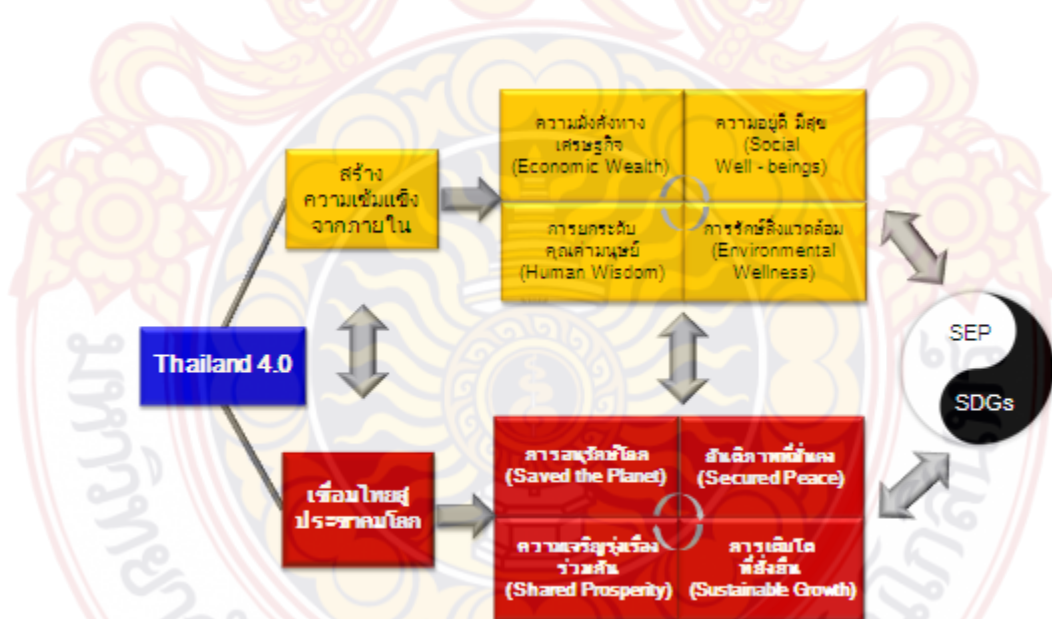 ความมั่งคั่งทาง
เศรษฐกิจ
(Economic Wealth)
ความอยู่ดี มีสุข
(Social
Well - beings)
สร้าง
ความเข้มแข็ง
จากภายใน
การยกระดับ
คุณค่ามนุษย์
(Human Wisdom)
การรักษ์สิ่งแวดล้อม
(Environmental
Wellness)
Thailand 4.0
SEP
SDGs
เชื่อมไทยสู่
ประชาคมโลก
การอนุรักษ์โลก
(Saved the Planet)
สันติภาพที่มั่นคง
(Secured Peace)
ความเจริญรุ่งเรือง
ร่วมกัน
(Shared Prosperity)
การเติบโต
ที่ยั่งยืน
(Sustainable Growth)